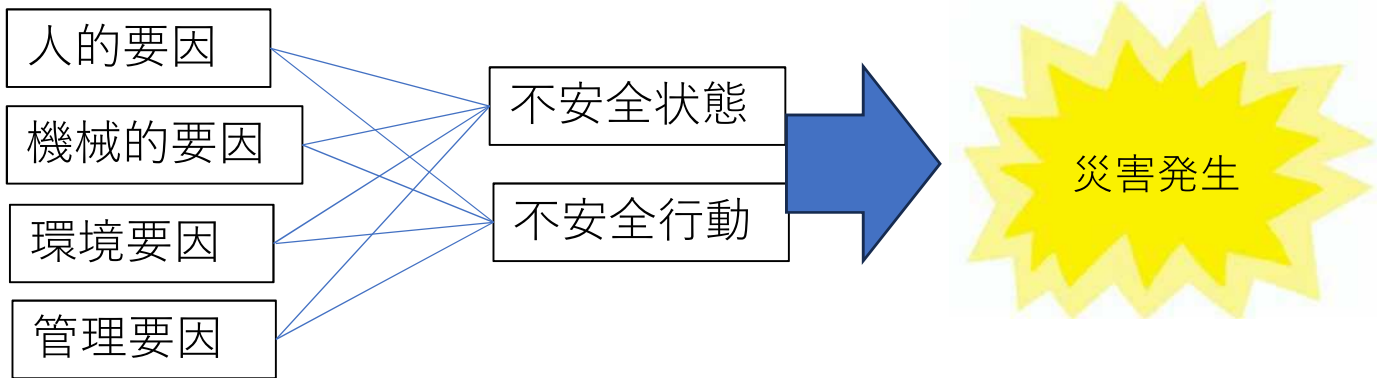 人的要因
機械的要因
環境要因
管理要因
不安全状態
不安全行動
災害発生